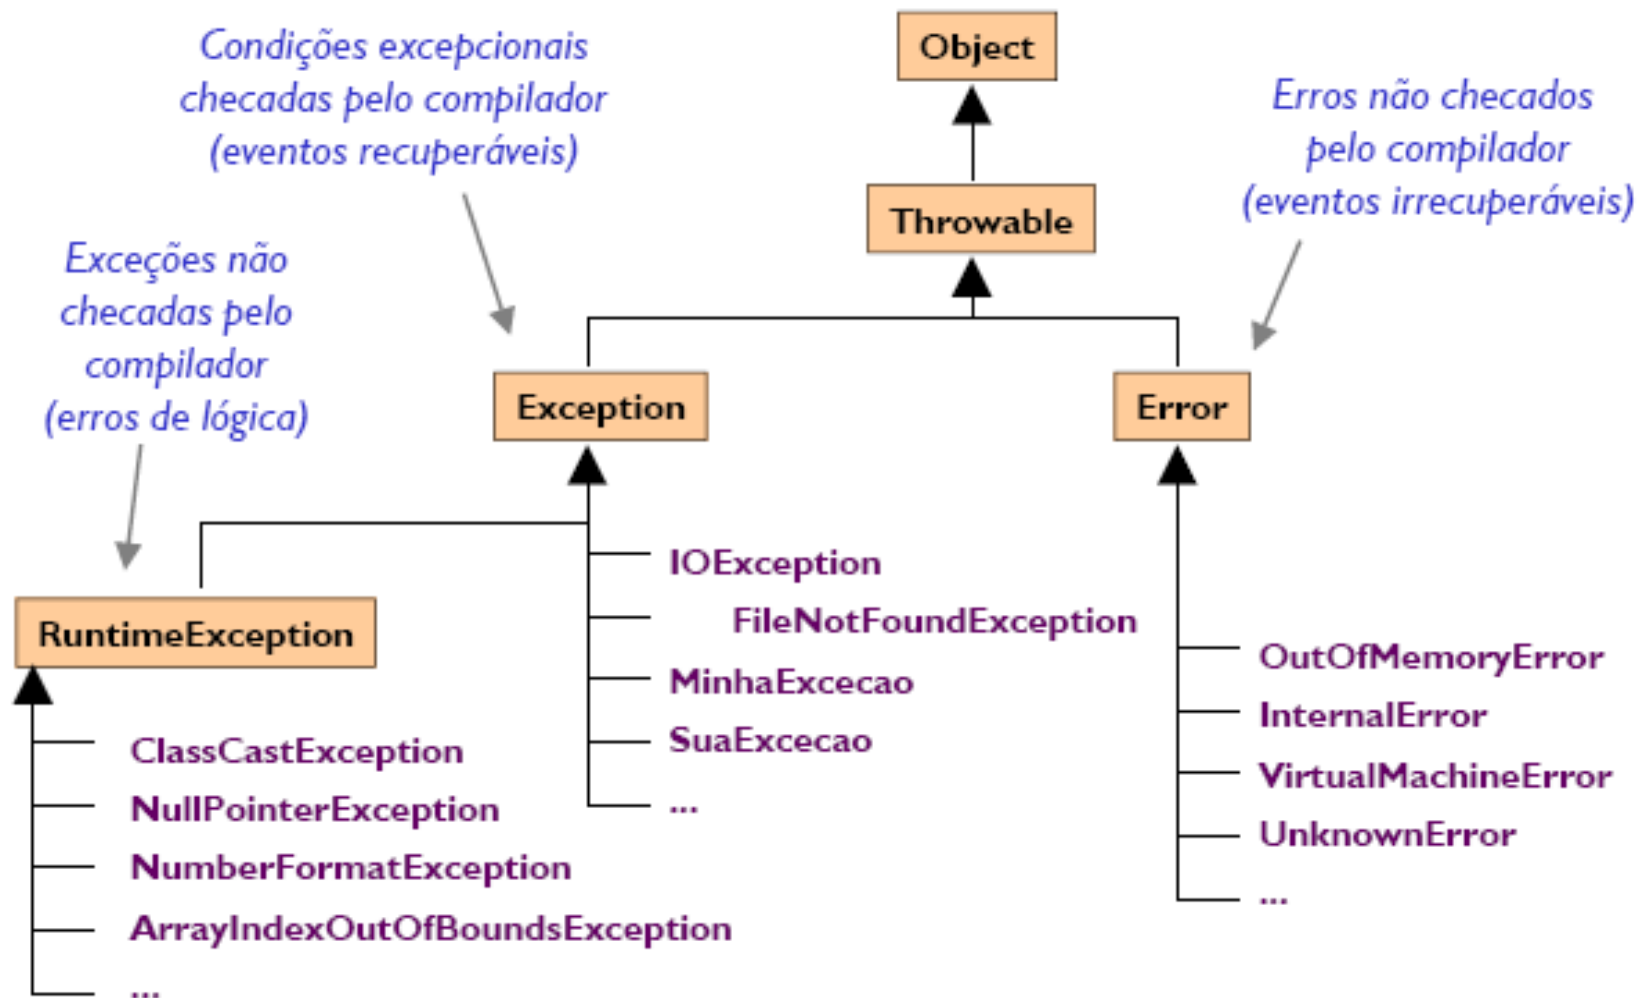 Condições excepcionais
checadas pelo compilador
(eventos recuperáveis)
Object
Erros não checados
pelo compilador
(eventos irrecuperáveis)
Throwable
Exceções não
checadas pelo
compilador
(erros de lógica)
Exception
Error
RuntimeException
ClassCastException
NullPointerException
NumberFormatException
ArrayIndexOutOfBoundsException
...
IOException
FileNotFoundException
MinhaExcecao
SuaExcecao
...
OutOfMemoryError
InternalError
VirtualMachineError
UnknownError
...